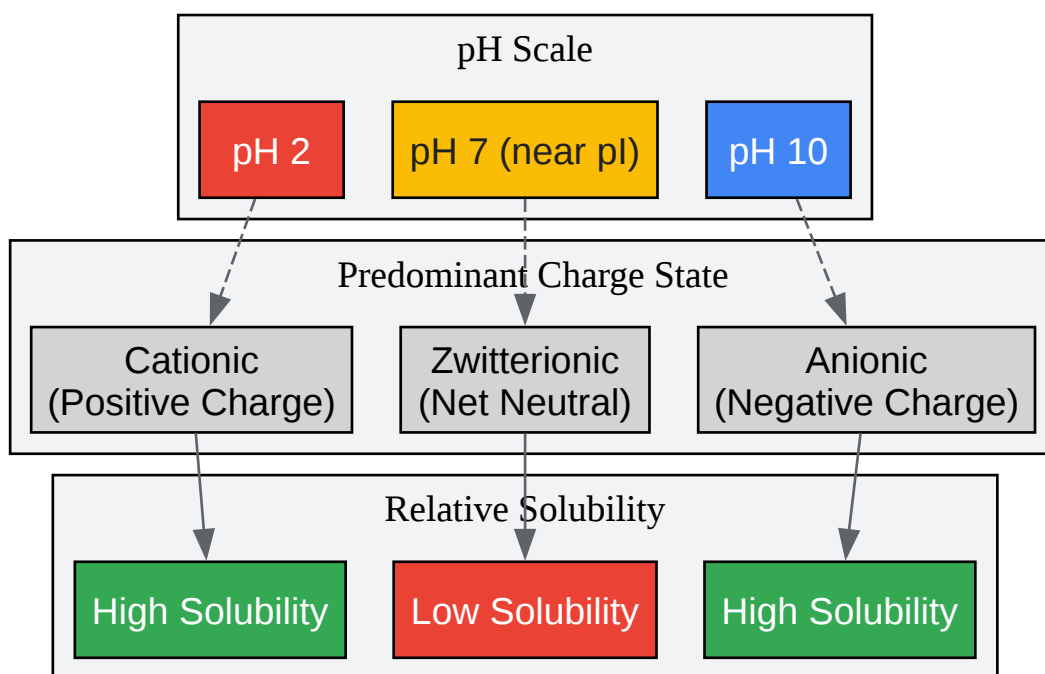 pH Scale
pH 2
pH 7 (near pI)
pH 10
Predominant Charge State
Cationic
(Positive Charge)
Zwitterionic
(Net Neutral)
Anionic
(Negative Charge)
Relative Solubility
High Solubility
Low Solubility
High Solubility